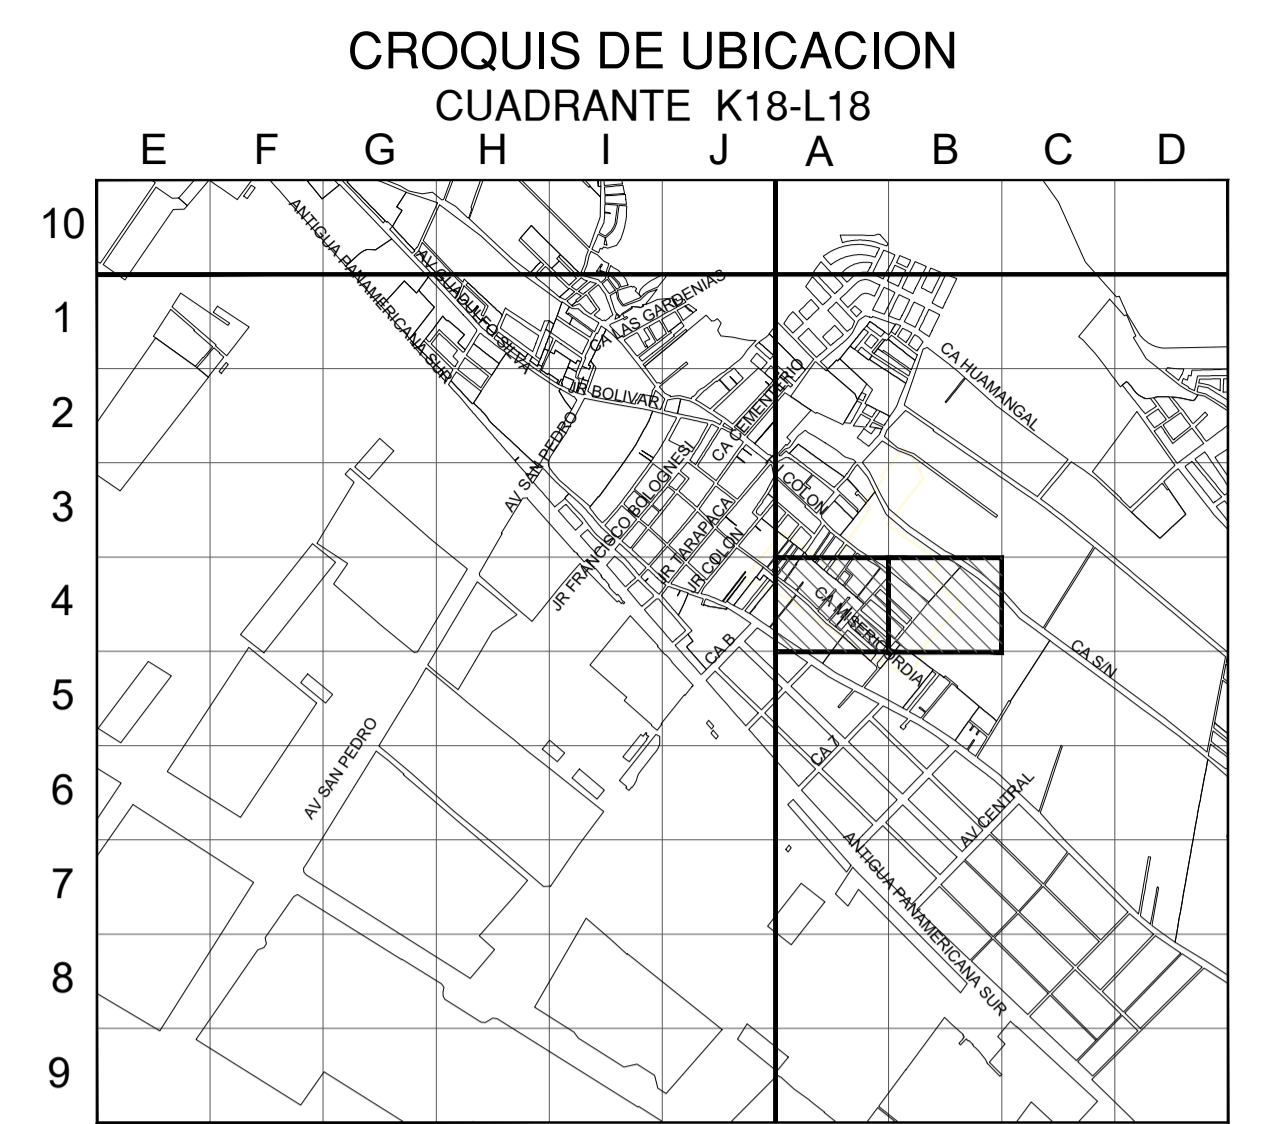 CROQUIS DE UBICACION
CUADRANTE K18-L18
E F G H I J A B C D
10
ANTIGUA PANAMERICANA SUR
AV GUADULFO SILVA
1
CA LAS GARDENIAS
CA HUAMANGAL
2
JR BOLIVAR
CA CEMENTERIO
AV SAN PEDRO
3
JR FRANCISCO BOLOGNESI
JR TARAPACA
JR COLON
COLON
4
CA MISERICORDIA
CA B
CA S/N
5
AV SAN PEDRO
CA 7
6
AV CENTRAL
7
ANTIGUA PANAMERICANA SUR
8
9